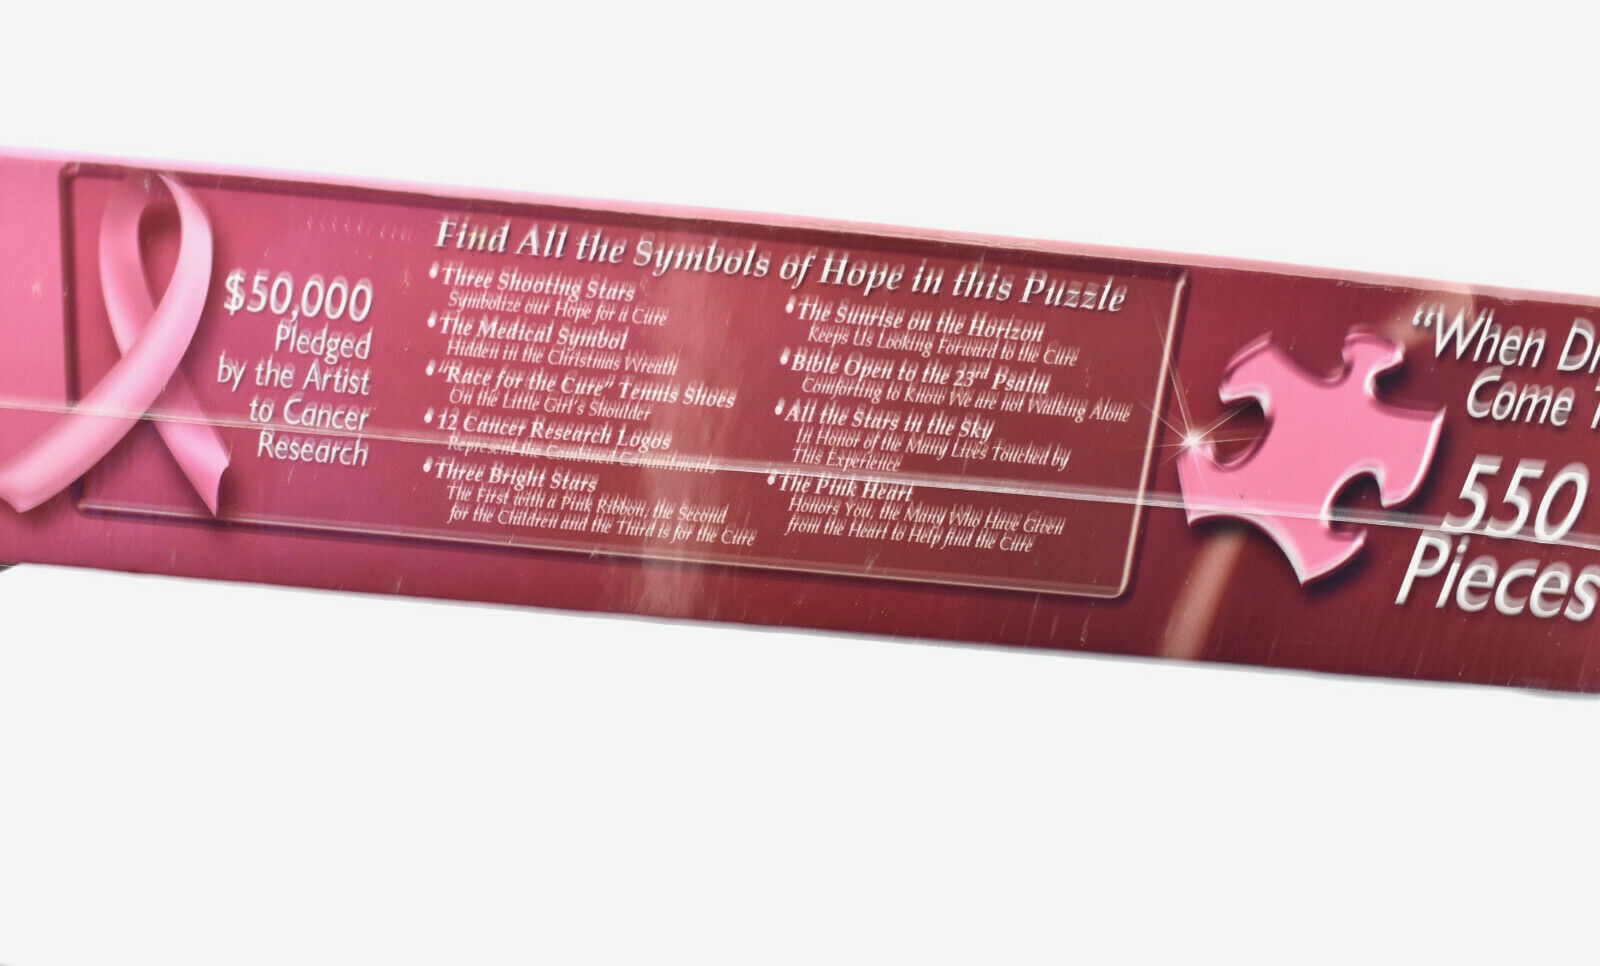 $50,000
Pledged
by the Artist
to Cancer
Research
Find All the Symbols of Hope in this Puzzle
• Three Shooting Stars
Symbolize our Hope for a Cure
• The Medical Symbol
Hidden in the Christmas Wreath
• "Race for the Cure" Tennis Shoes
On the Little Girl's Shoulder
• 12 Cancer Research Logos
Represent the Combined Commitments
• Three Bright Stars
The First with a Pink Ribbon, the Second
for the Children and the Third is for the Cure
• The Sunrise on the Horizon
Keeps Us Looking Forward to the Cure
• Bible Open to the 23rd Psalm
Comforting to Know We are not Walking Alone
• All the Stars in the Sky
In Honor of the Many Lives Touched by
This Experience
• The Pink Heart
Honors You, the Many Who Have Given
from the Heart to Help find the Cure
"When
Come
550
Pieces